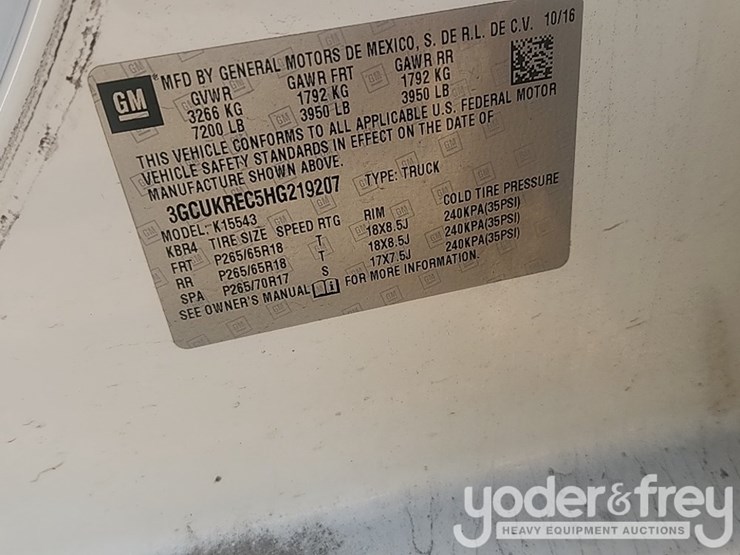 MFD BY GENERAL MOTORS DE MEXICO, S. DE R.L. DE C.V. 10/16
GM
GVWR GAWR FRT GAWR RR
3266 KG 1792 KG 1792 KG
7200 LB 3950 LB 3950 LB
THIS VEHICLE CONFORMS TO ALL APPLICABLE U.S. FEDERAL MOTOR
VEHICLE SAFETY STANDARDS IN EFFECT ON THE DATE OF
MANUFACTURE SHOWN ABOVE.
3GCUKREC5HG219207 TYPE: TRUCK
MODEL: K15543
KBR4 TIRE SIZE SPEED RTG RIM COLD TIRE PRESSURE
FRT P265/65R18 T 18X8.5J 240KPA(35PSI)
RR P265/65R18 T 18X8.5J 240KPA(35PSI)
SPA P265/70R17 S 17X7.5J 240KPA(35PSI)
SEE OWNER'S MANUAL FOR MORE INFORMATION.
yoder&frey
HEAVY EQUIPMENT AUCTIONS